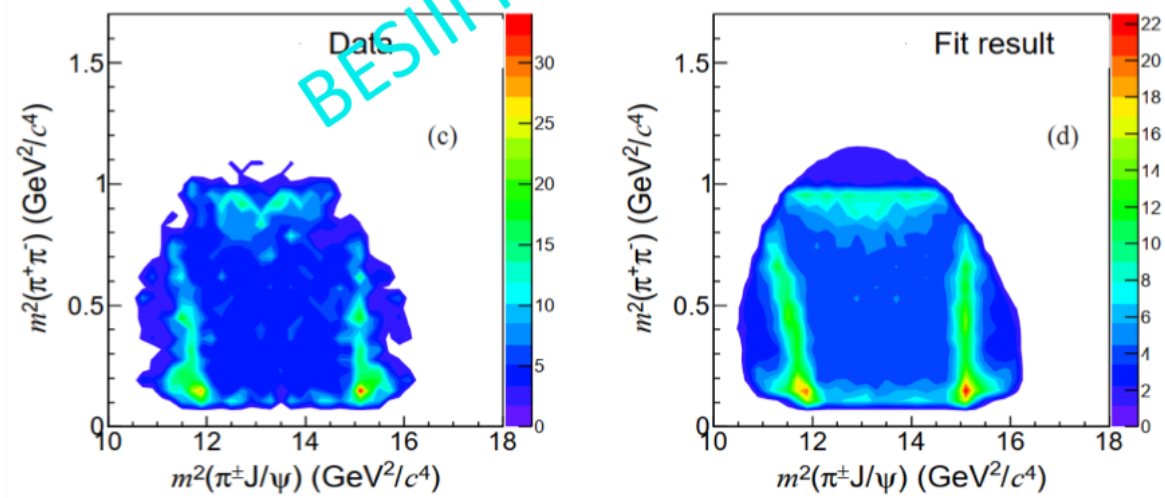 BESIII
Data
(c)
m²(π⁺π⁻) (GeV²/c⁴)
1.5
1
0.5
0
10 12 14 16 18
m²(π±J/ψ) (GeV²/c⁴)
30
25
20
15
10
5
0
Fit result
(d)
m²(π⁺π⁻) (GeV²/c⁴)
1.5
1
0.5
0
10 12 14 16 18
m²(π±J/ψ) (GeV²/c⁴)
22
20
18
16
14
12
10
8
6
4
2
0